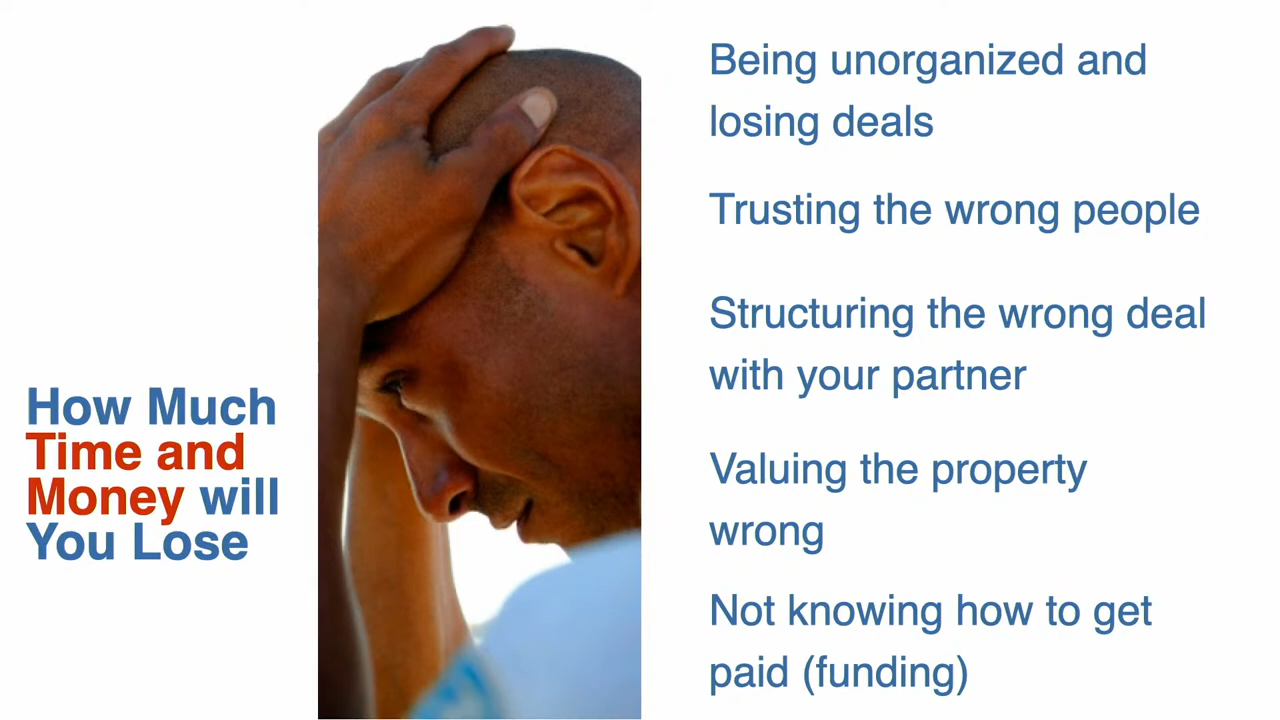 How Much
Time and
Money will
You Lose
Being unorganized and
losing deals
Trusting the wrong people
Structuring the wrong deal
with your partner
Valuing the property
wrong
Not knowing how to get
paid (funding)